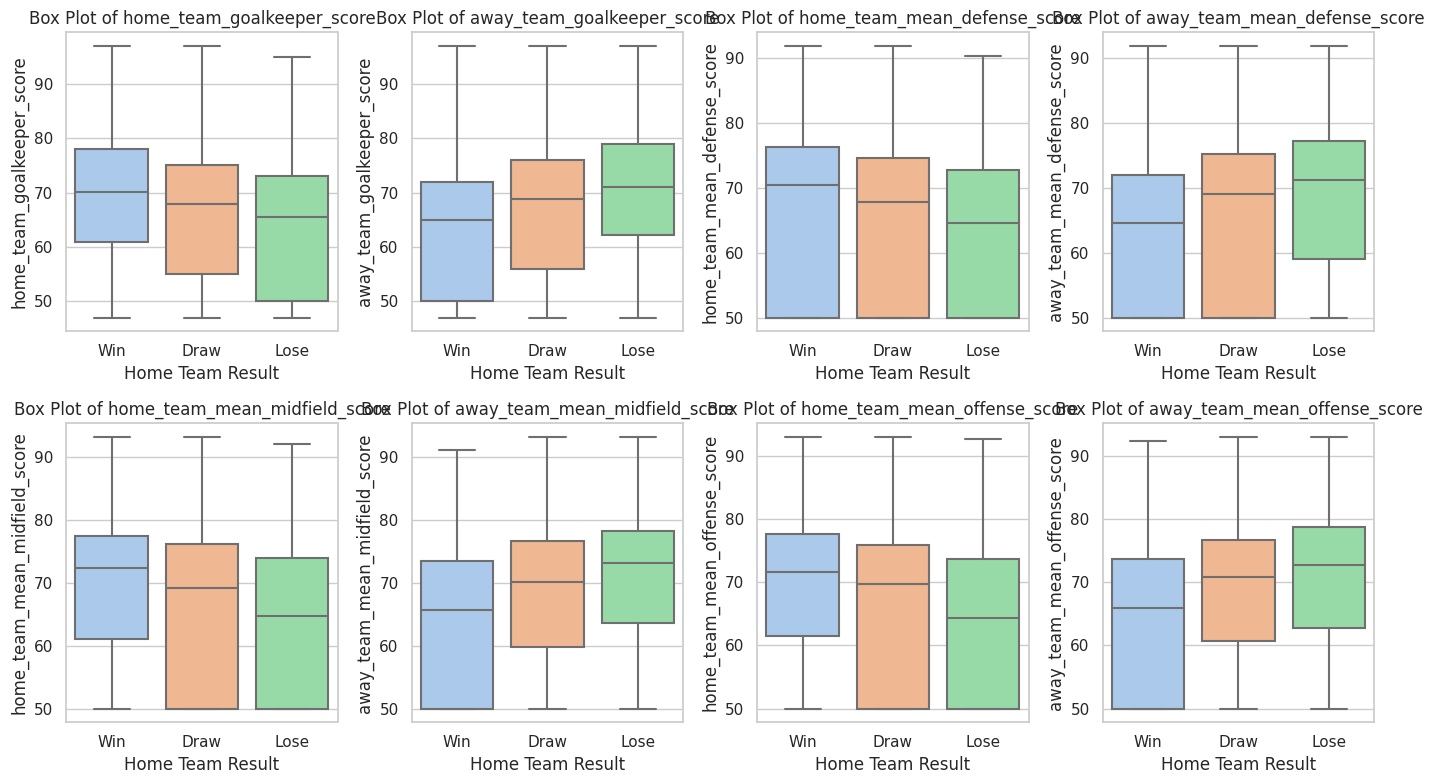 Box Plot of home_team_goalkeeper_score
home_team_goalkeeper_score
90
80
70
60
50
Win Draw Lose
Home Team Result
Box Plot of away_team_goalkeeper_score
away_team_goalkeeper_score
90
80
70
60
50
Win Draw Lose
Home Team Result
Box Plot of home_team_mean_defense_score
home_team_mean_defense_score
90
80
70
60
50
Win Draw Lose
Home Team Result
Box Plot of away_team_mean_defense_score
away_team_mean_defense_score
90
80
70
60
50
Win Draw Lose
Home Team Result
Box Plot of home_team_mean_midfield_score
home_team_mean_midfield_score
90
80
70
60
50
Win Draw Lose
Home Team Result
Box Plot of away_team_mean_midfield_score
away_team_mean_midfield_score
90
80
70
60
50
Win Draw Lose
Home Team Result
Box Plot of home_team_mean_offense_score
home_team_mean_offense_score
90
80
70
60
50
Win Draw Lose
Home Team Result
Box Plot of away_team_mean_offense_score
away_team_mean_offense_score
90
80
70
60
50
Win Draw Lose
Home Team Result